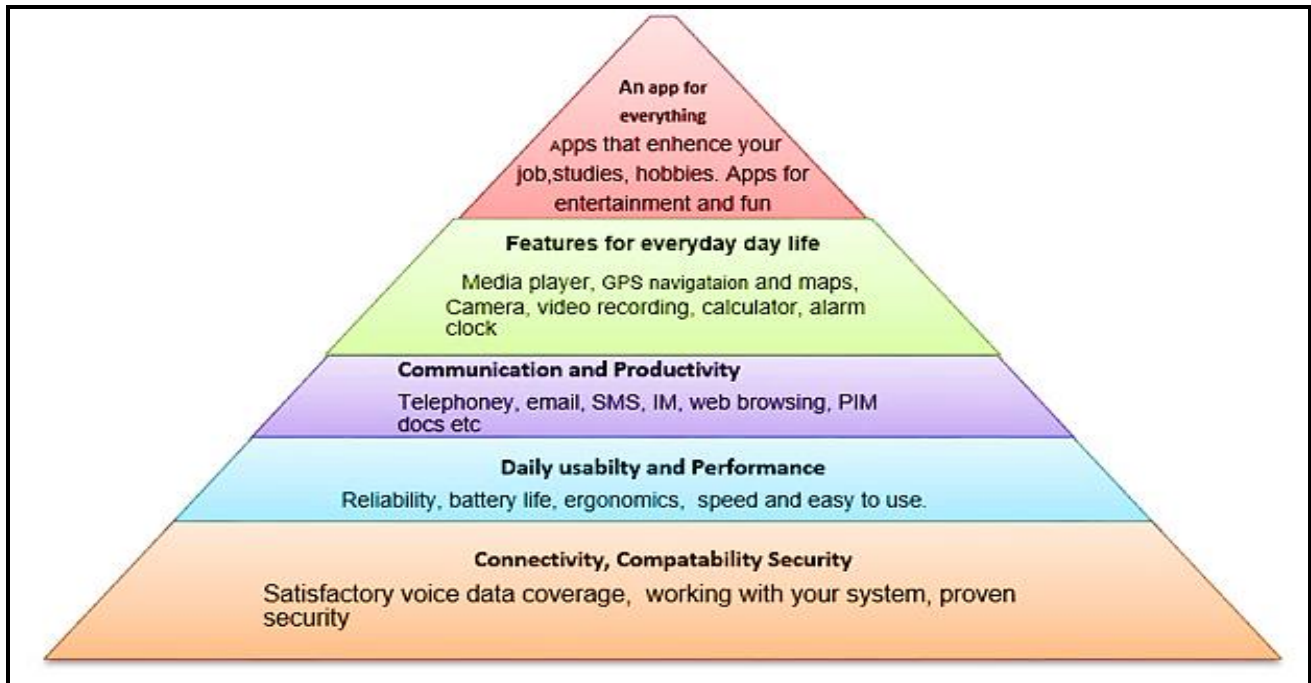 An app for
everything
Apps that enhence your
job,studies, hobbies. Apps for
entertainment and fun
Features for everyday day life
Media player, GPS navigataion and maps,
Camera, video recording, calculator, alarm
clock
Communication and Productivity
Telephoney, email, SMS, IM, web browsing, PIM
docs etc
Daily usabilty and Performance
Reliability, battery life, ergonomics, speed and easy to use.
Connectivity, Compatability Security
Satisfactory voice data coverage, working with your system, proven
security